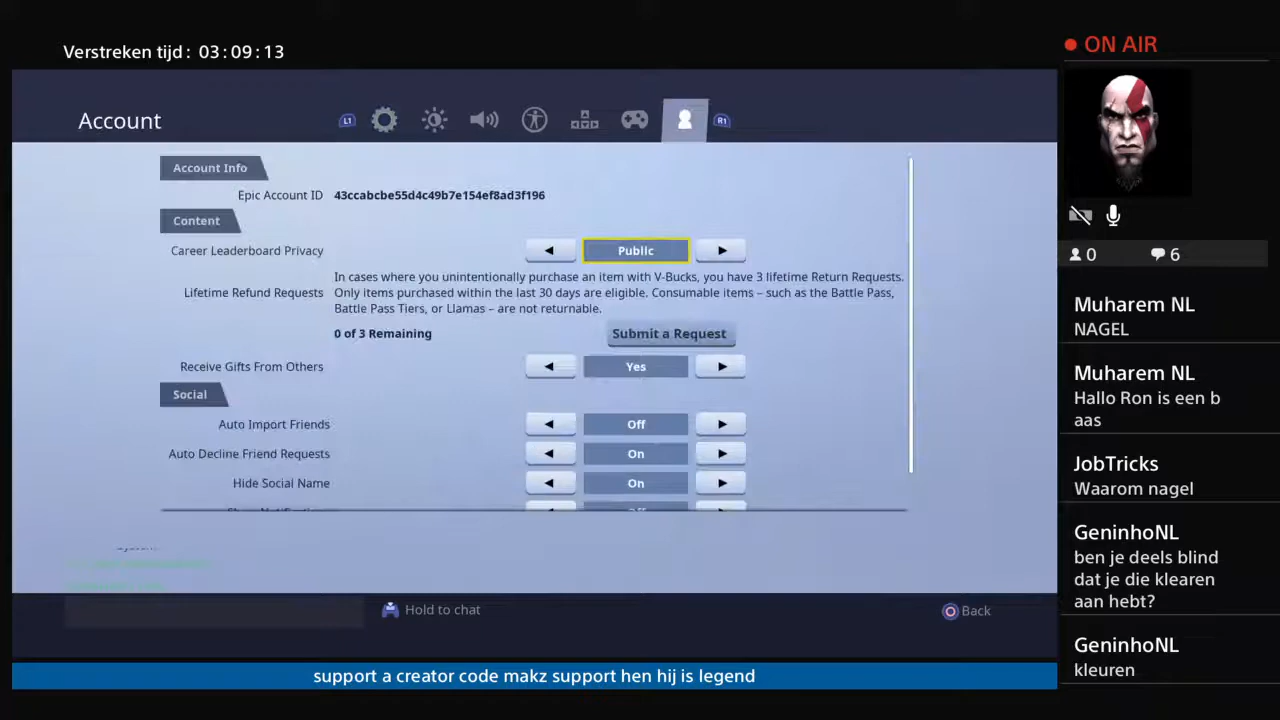 Verstreken tijd: 03:09:13
ON AIR
Account
L1
R1
Account Info
Epic Account ID 43ccabcbe55d4c49b7e154ef8ad3f196
Content
Career Leaderboard Privacy Public
In cases where you unintentionally purchase an item with V-Bucks, you have 3 lifetime Return Requests.
Lifetime Refund Requests Only items purchased within the last 30 days are eligible. Consumable items – such as the Battle Pass,
Battle Pass Tiers, or Llamas – are not returnable.
0 of 3 Remaining Submit a Request
Receive Gifts From Others Yes
Social
Auto Import Friends Off
Auto Decline Friend Requests On
Hide Social Name On
Hold to chat
Back
support a creator code makz support hen hij is legend
0 6
Muharem NL
NAGEL
Muharem NL
Hallo Ron is een b
aas
JobTricks
Waarom nagel
GeninhoNL
ben je deels blind
dat je die klearen
aan hebt?
GeninhoNL
kleuren